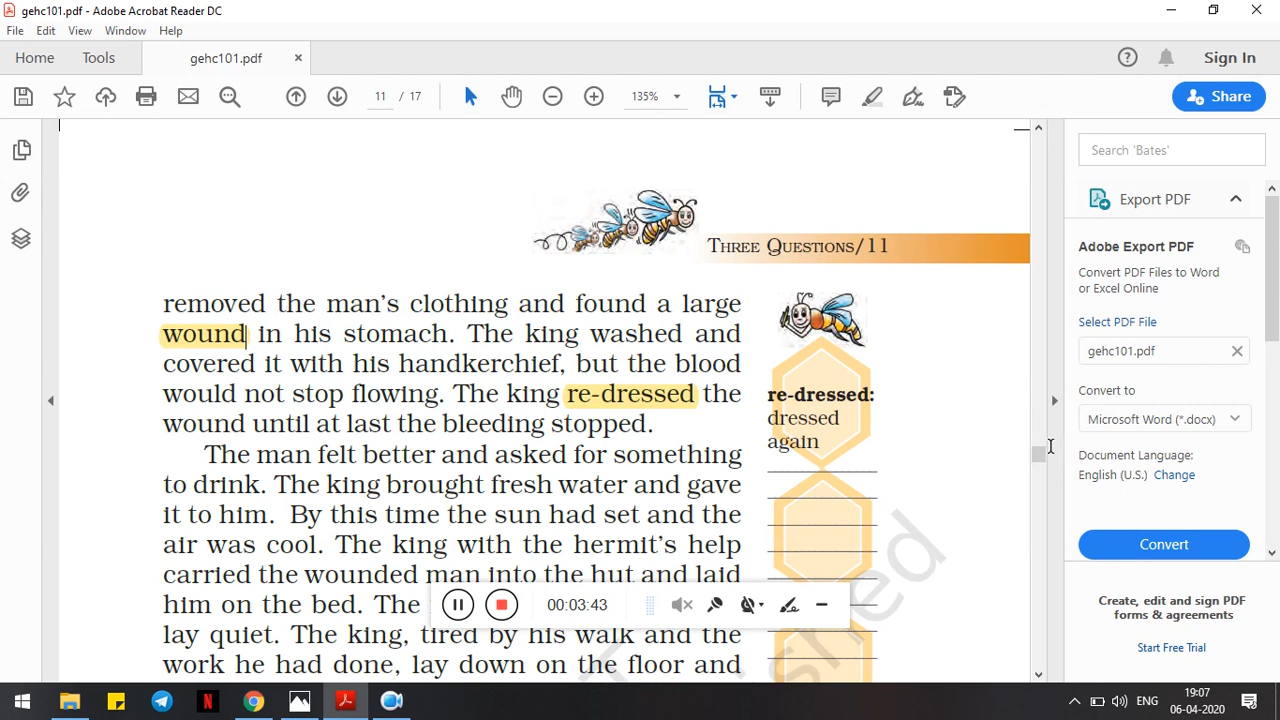 gehc101.pdf - Adobe Acrobat Reader DC
File Edit View Window Help
Home Tools gehc101.pdf × Sign In
11 / 17 135% Share
Search 'Bates'
Export PDF
Adobe Export PDF
Convert PDF Files to Word
or Excel Online
Select PDF File
gehc101.pdf
Convert to
Microsoft Word (*.docx)
Document Language:
English (U.S.) Change
Convert
Create, edit and sign PDF
forms & agreements
Start Free Trial
THREE QUESTIONS/11
removed the man's clothing and found a large
wound in his stomach. The king washed and
covered it with his handkerchief, but the blood
would not stop flowing. The king re-dressed the
wound until at last the bleeding stopped.
The man felt better and asked for something
to drink. The king brought fresh water and gave
it to him. By this time the sun had set and the
air was cool. The king with the hermit's help
carried the wounded man into the hut and laid
him on the bed. The
lay quiet. The king, tired by his walk and the
work he had done, lay down on the floor and
re-dressed:
dressed
again
00:03:43
ENG
19:07
06-04-2020